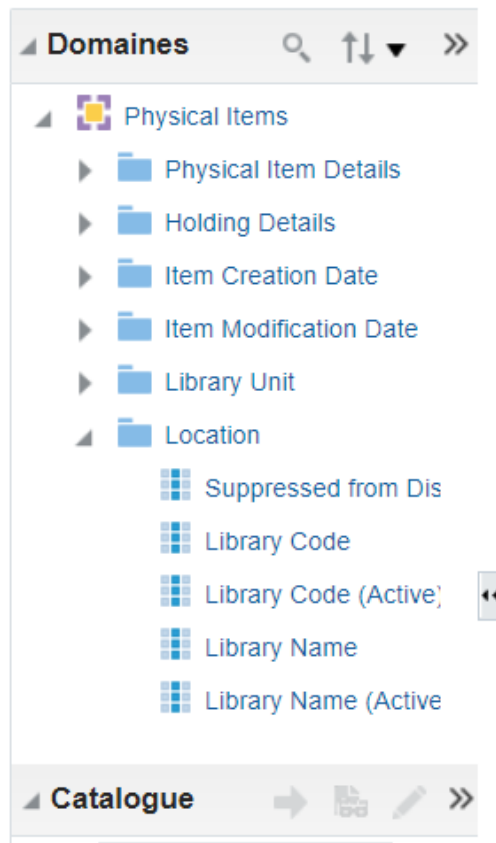 Domaines
Physical Items
Physical Item Details
Holding Details
Item Creation Date
Item Modification Date
Library Unit
Location
Suppressed from Dis
Library Code
Library Code (Active)
Library Name
Library Name (Active
Catalogue